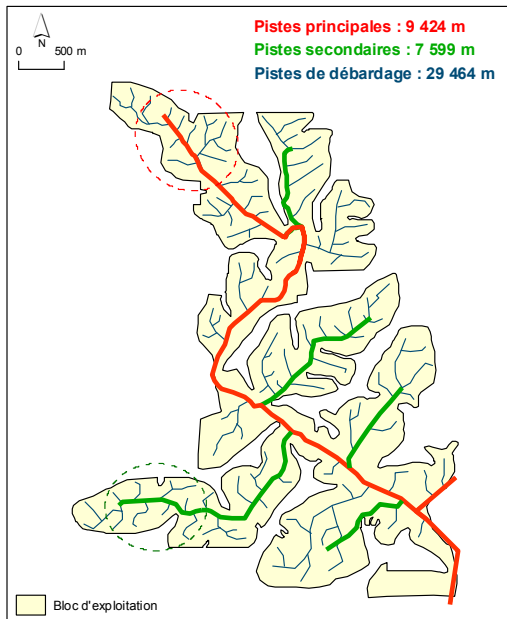 0 500 m
N
Pistes principales : 9 424 m
Pistes secondaires : 7 599 m
Pistes de débardage : 29 464 m
Bloc d'exploitation